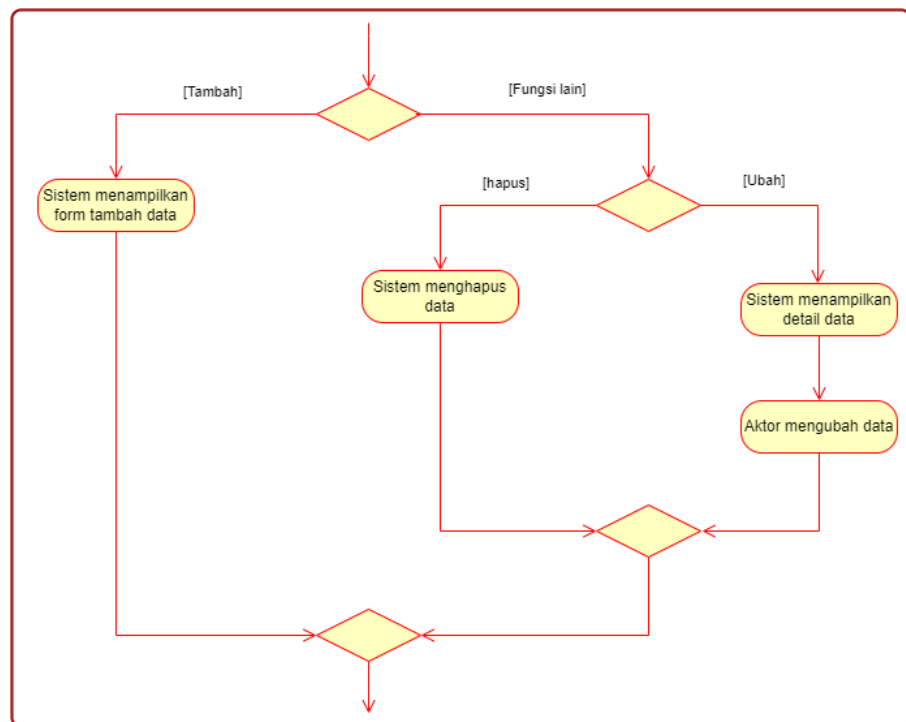 [Tambah]
[Fungsi lain]
Sistem menampilkan
form tambah data
[hapus]
[Ubah]
Sistem menghapus
data
Sistem menampilkan
detail data
Aktor mengubah data